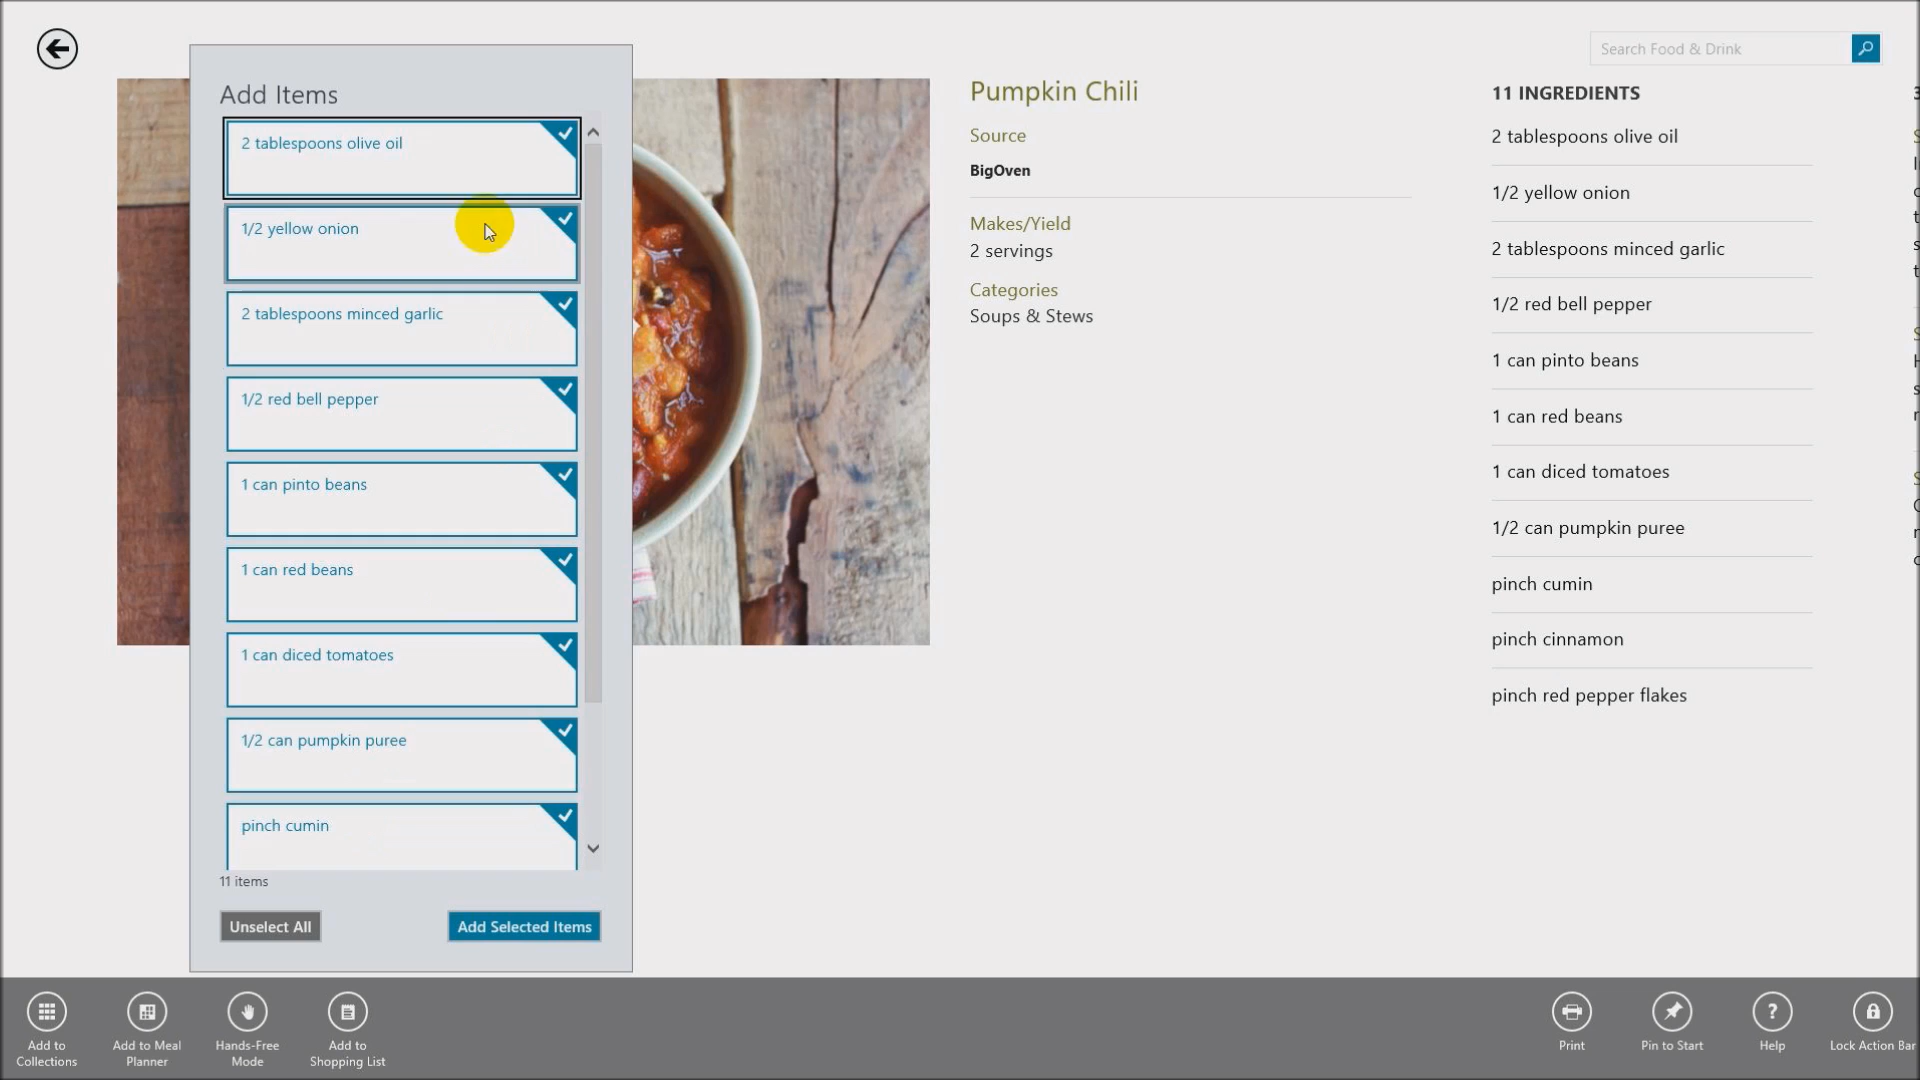 Search Food & Drink
Add Items
2 tablespoons olive oil
1/2 yellow onion
2 tablespoons minced garlic
1/2 red bell pepper
1 can pinto beans
1 can red beans
1 can diced tomatoes
1/2 can pumpkin puree
pinch cumin
11 items
Unselect All
Add Selected Items
Pumpkin Chili
Source
BigOven
Makes/Yield
2 servings
Categories
Soups & Stews
11 INGREDIENTS
2 tablespoons olive oil
1/2 yellow onion
2 tablespoons minced garlic
1/2 red bell pepper
1 can pinto beans
1 can red beans
1 can diced tomatoes
1/2 can pumpkin puree
pinch cumin
pinch cinnamon
pinch red pepper flakes
Add to
Collections
Add to Meal
Planner
Hands-Free
Mode
Add to
Shopping List
Print
Pin to Start
? Help
Lock Action Bar